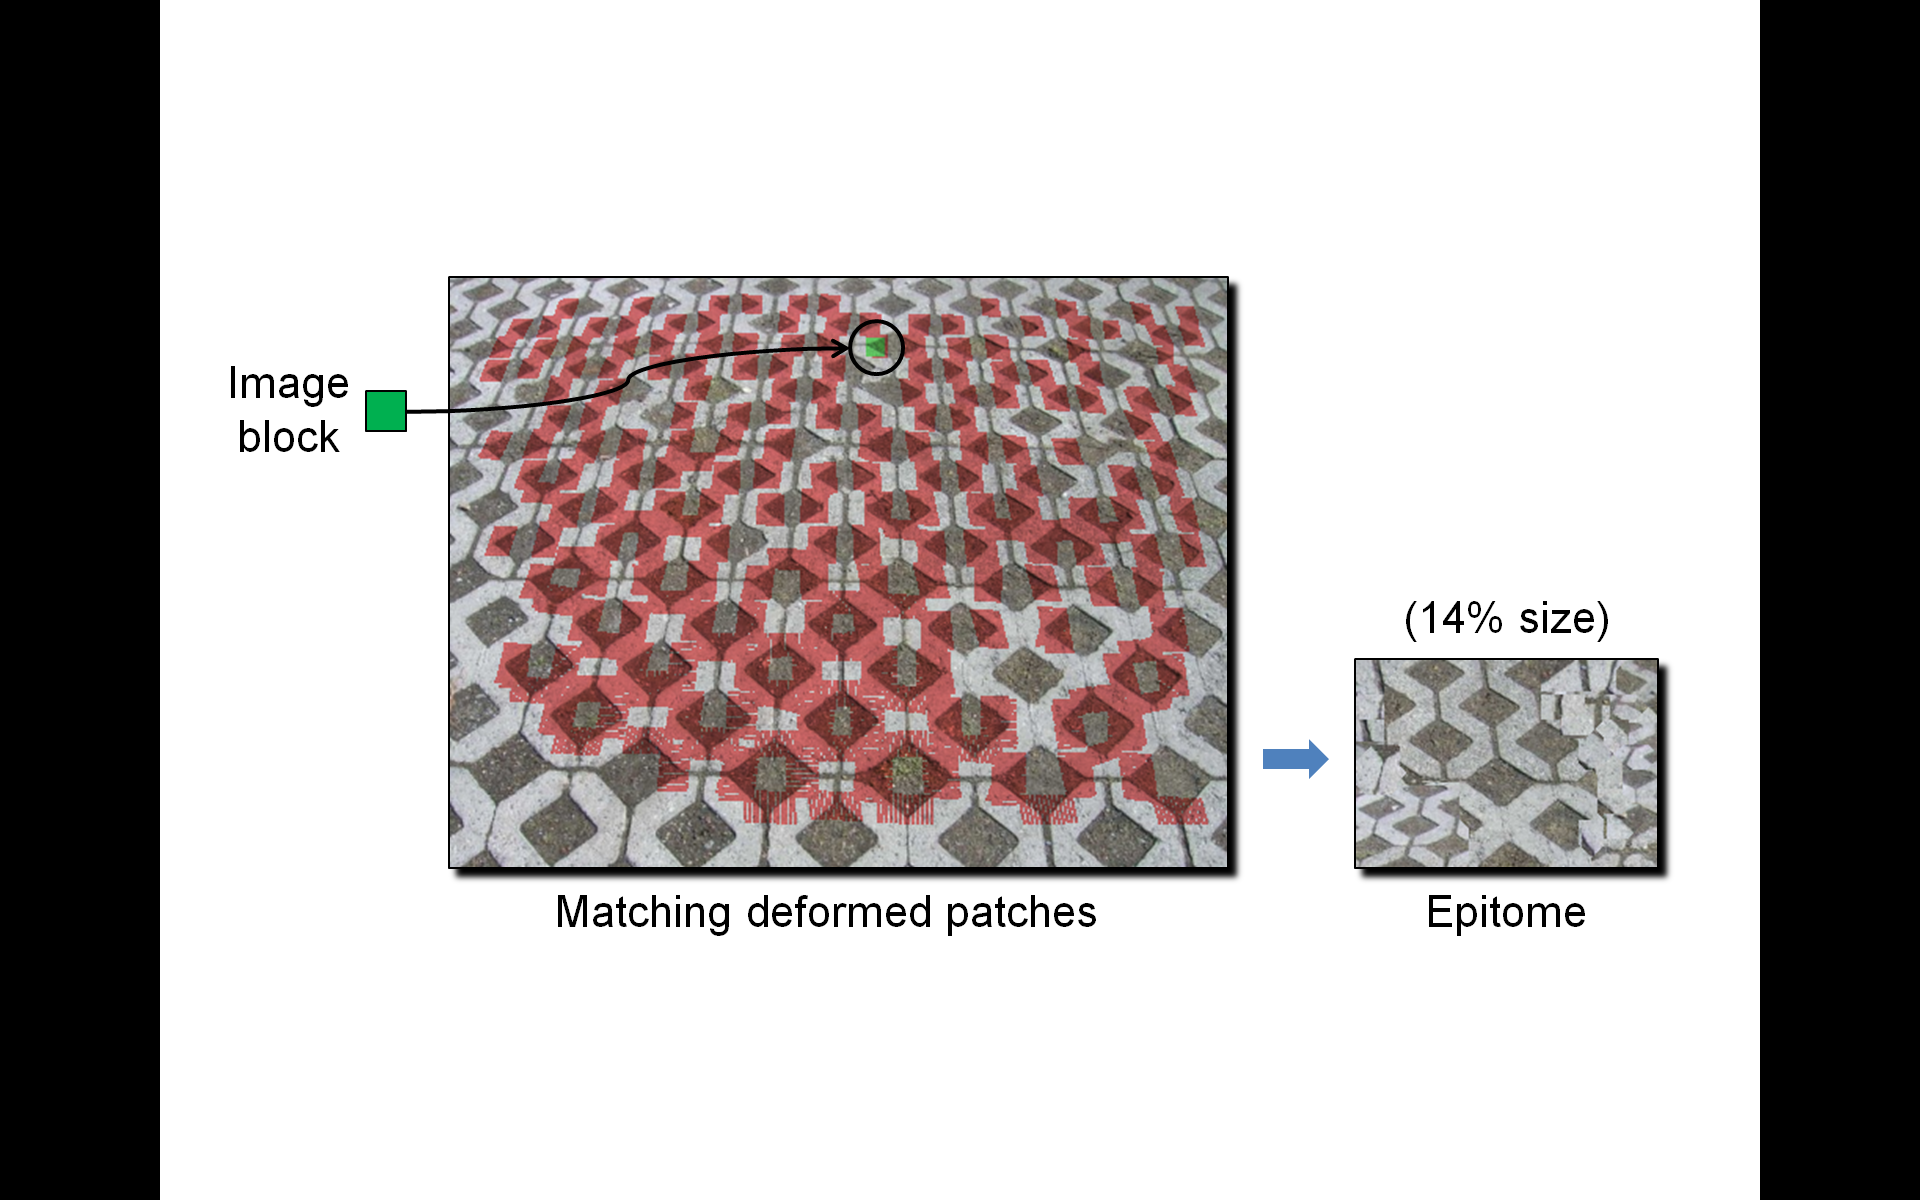 Image
block
(14% size)
Matching deformed patches
Epitome